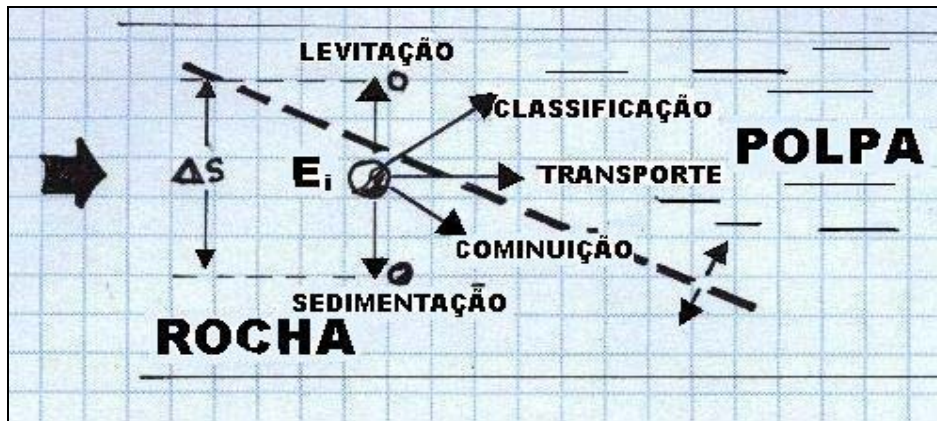 LEVITAÇÃO
CLASSIFICAÇÃO
POLPA
ΔS
Ei
TRANSPORTE
COMINUIÇÃO
SEDIMENTAÇÃO
ROCHA